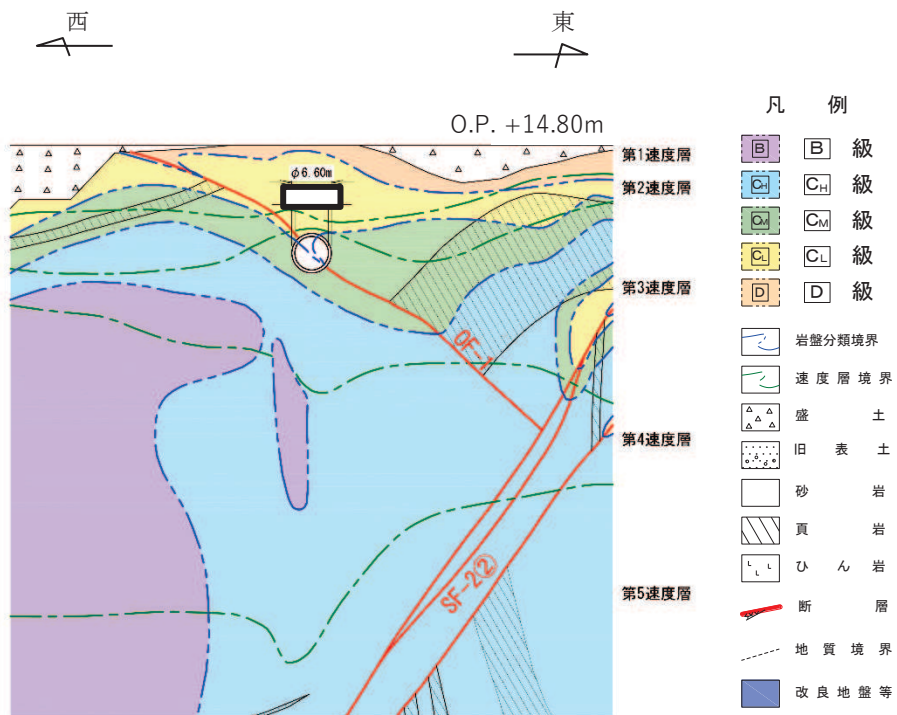 西
東
O.P. +14.80m
φ6.60m
第1速度層
第2速度層
第3速度層
第4速度層
第5速度層
OF-1
SF-2②
凡 例
B B 級
CH CH 級
CM CM 級
CL CL 級
D D 級
岩盤分類境界
速度層境界
盛土
旧表土
砂岩
頁岩
ひん岩
断層
地質境界
改良地盤等